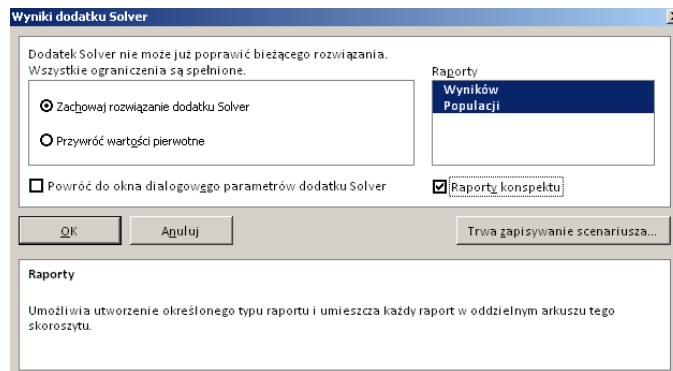 Wyniki dodatku Solver
Dodatek Solver nie może już poprawić bieżącego rozwiązania.
Wszystkie ograniczenia są spełnione.
Raporty
Wyników
Populacji
Zachowaj rozwiązanie dodatku Solver
Przywróć wartości pierwotne
Powróć do okna dialogowego parametrów dodatku Solver
Raporty konspektu
OK
Anuluj
Trwa zapisywanie scenariusza...
Raporty
Umożliwia utworzenie określonego typu raportu i umieszcza każdy raport w oddzielnym arkuszu tego
skoroszytu.